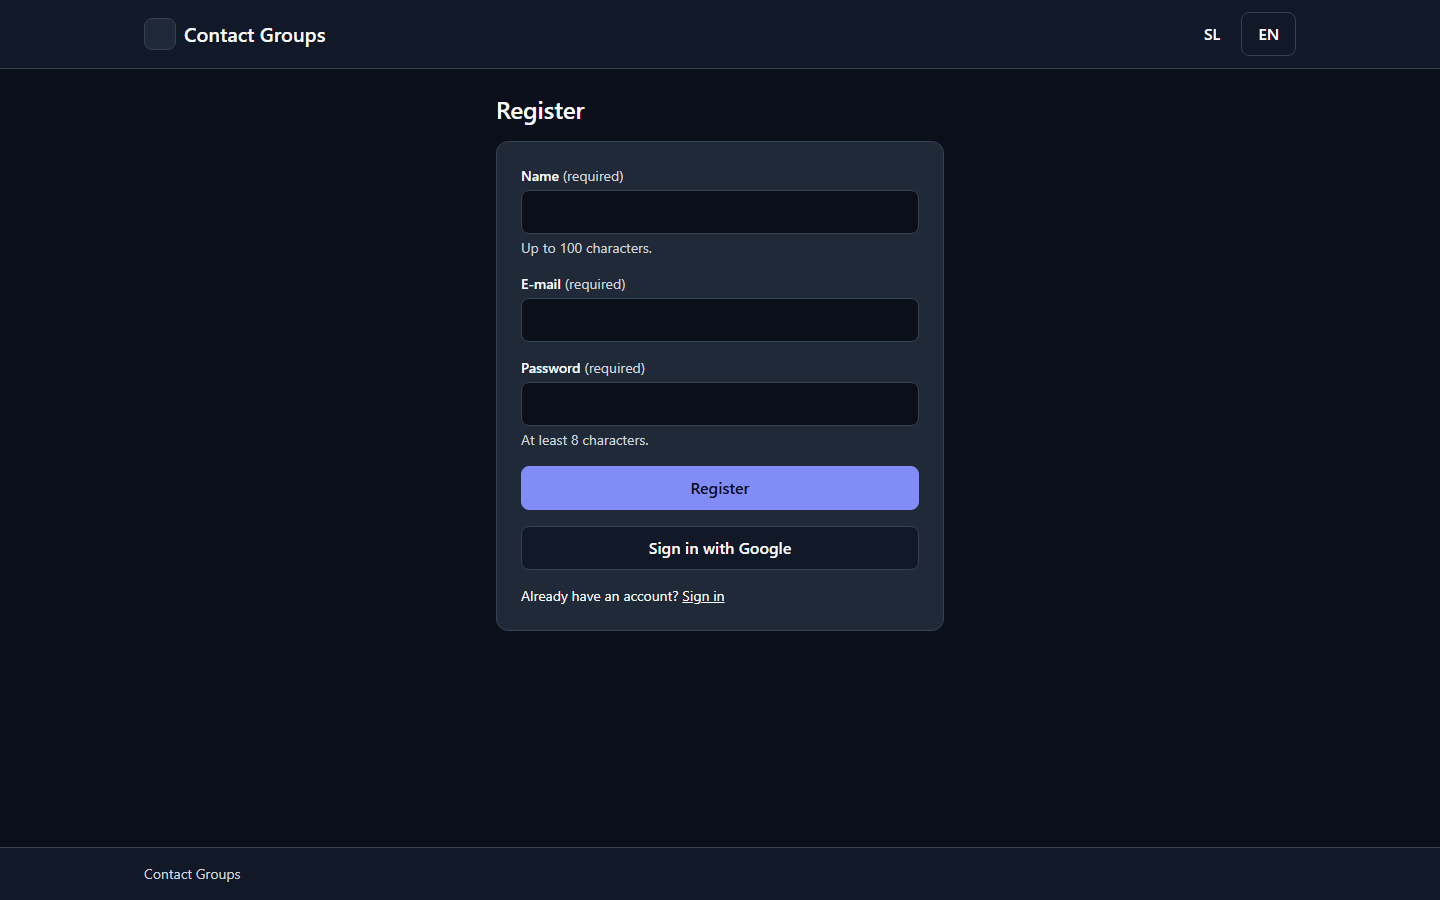 Contact Groups
SL
EN
Register
Name (required)
Up to 100 characters.
E-mail (required)
Password (required)
At least 8 characters.
Register
Sign in with Google
Already have an account? Sign in
Contact Groups